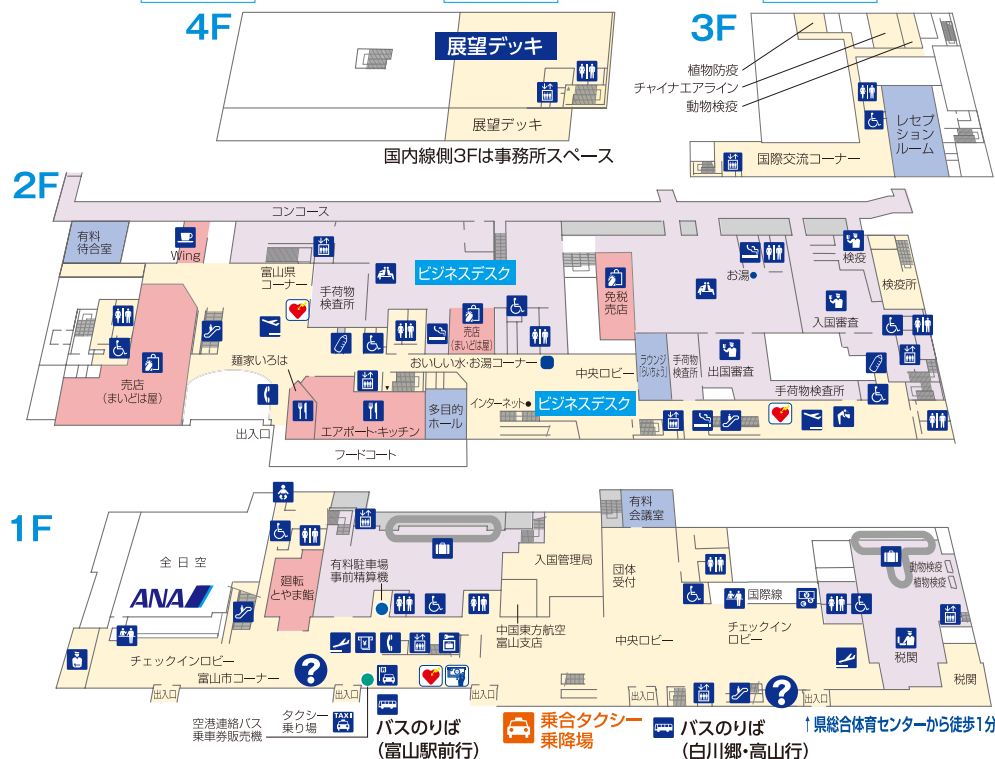 4F
展望デッキ
展望デッキ
国内線側3Fは事務所スペース
3F
植物防疫
チャイナエアライン
動物検疫
レセプ
ション
ルーム
国際交流コーナー
2F
コンコース
有料
待合室
Wing
富山県
コーナー
手荷物
検査所
ビジネスデスク
売店
(まいどは屋)
免税
売店
お湯
検疫
検疫所
入国審査
麺家いろは
おいしい水・お湯コーナー
中央ロビー
ラウンジ
(らいちょう)
手荷物
検査所
出国審査
手荷物検査所
売店
(まいどは屋)
インターネット
ビジネスデスク
エアポート・キッチン
多目的
ホール
出入口
フードコート
1F
全日空
ANA
有料駐車場
事前精算機
廻転
とやま鮨
入国管理局
有料
会議室
団体
受付
国際線
動物検疫
植物検疫
中国東方航空
富山支店
中央ロビー
チェックイン
ロビー
税関
税関
チェックインロビー
富山市コーナー
?
?
出入口
出入口
出入口
出入口
出入口
空港連絡バス
乗車券販売機
タクシー
乗り場
TAXI
バスのりば
(富山駅前行)
乗合タクシー
乗降場
バスのりば
(白川郷・高山行)
↑県総合体育センターから徒歩1分